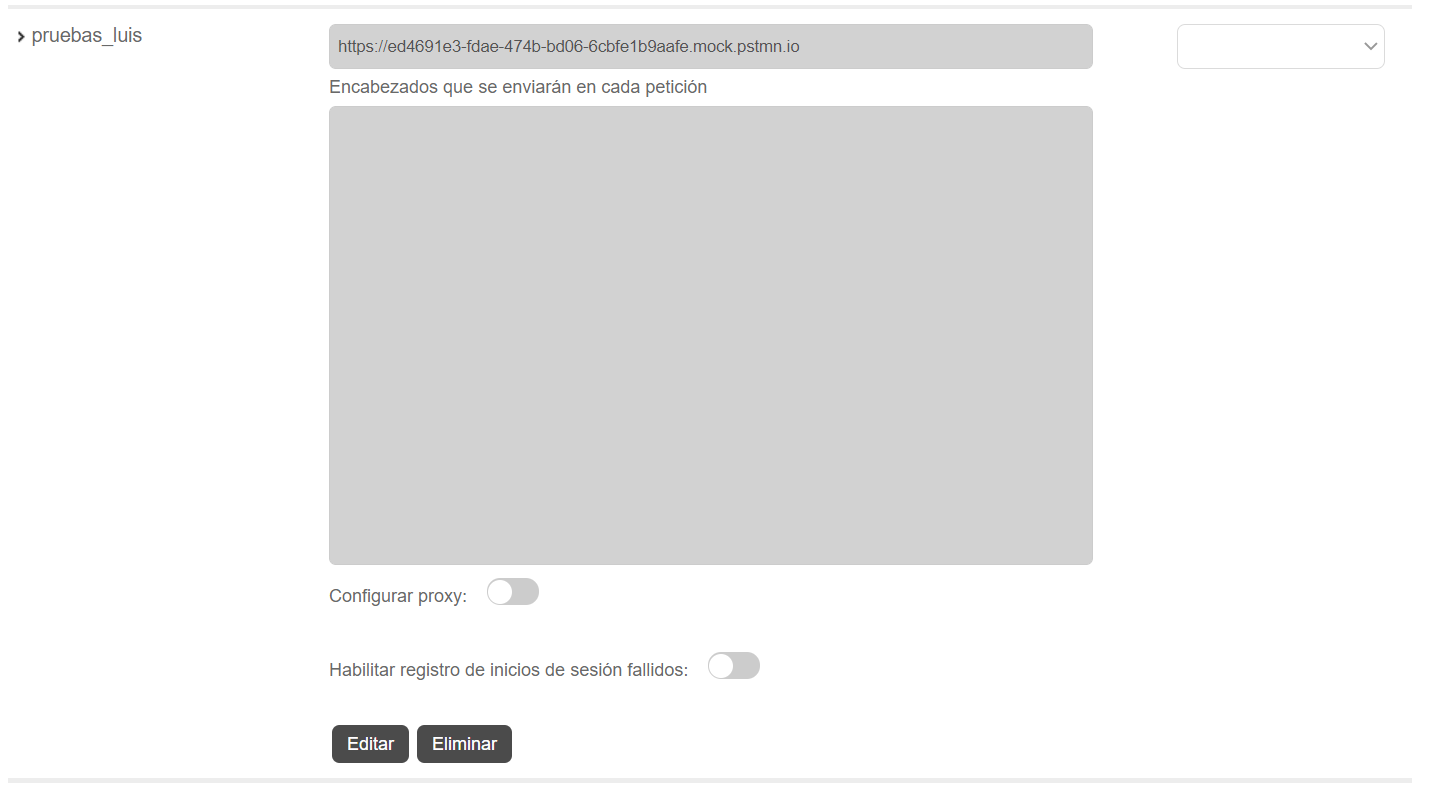 pruebas_luis
https://ed4691e3-fdae-474b-bd06-6cbfe1b9aafe.mock.pstmn.io
Encabezados que se enviarán en cada petición
Configurar proxy:
Habilitar registro de inicios de sesión fallidos:
Editar Eliminar